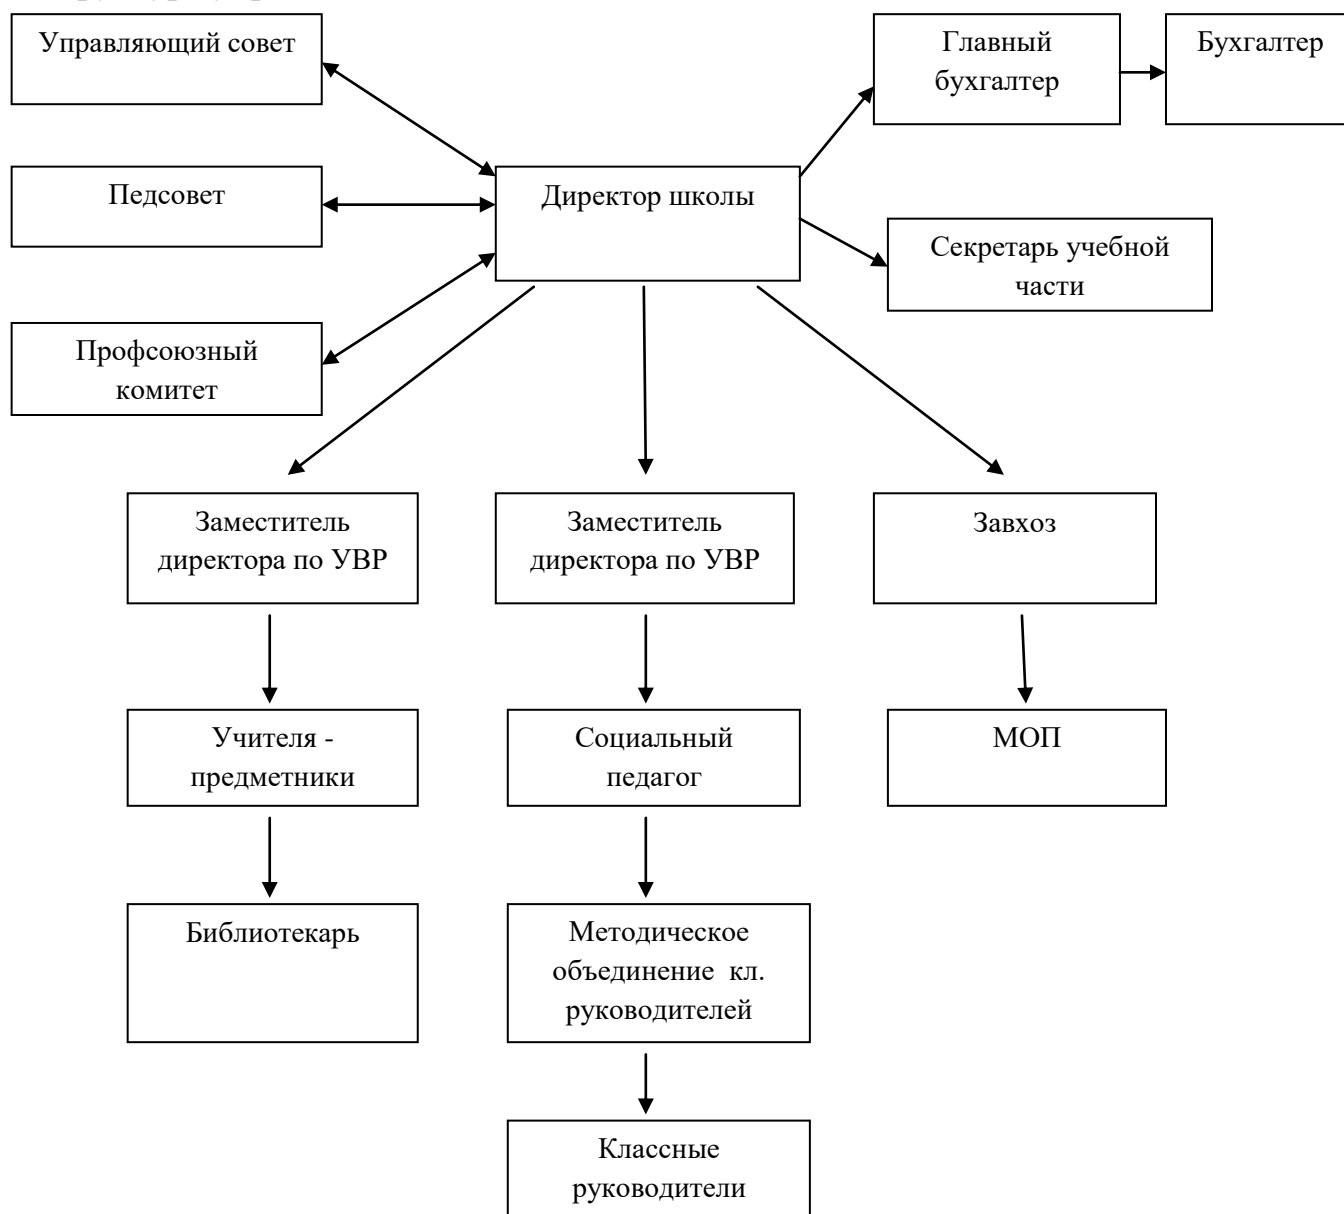 Управляющий совет
Главный
бухгалтер
Бухгалтер
Педсовет
Директор школы
Секретарь учебной
части
Профсоюзный
комитет
Заместитель
директора по УВР
Заместитель
директора по УВР
Завхоз
Учителя -
предметники
Социальный
педагог
МОП
Библиотекарь
Методическое
объединение кл.
руководителей
Классные
руководители